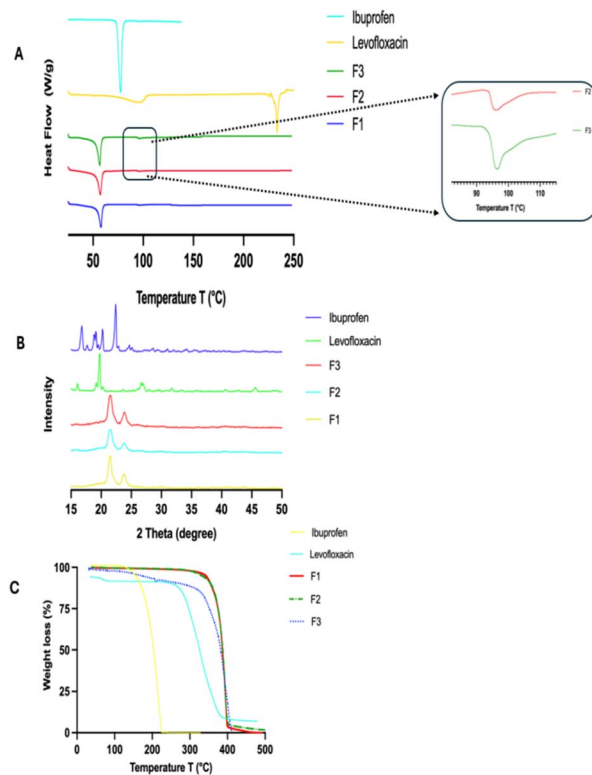 A
Heat Flow (W/g)
50
100
150
200
250
Temperature T (°C)
Ibuprofen
Levofloxacin
F3
F2
F1
F2
F3
90
100
110
Temperature T (°C)
B
Intensity
15
20
25
30
35
40
45
50
2 Theta (degree)
Ibuprofen
Levofloxacin
F3
F2
F1
C
Weight loss (%)
100
75
50
25
0
0
100
200
300
400
500
Temperature T (°C)
Ibuprofen
Levofloxacin
F1
F2
F3